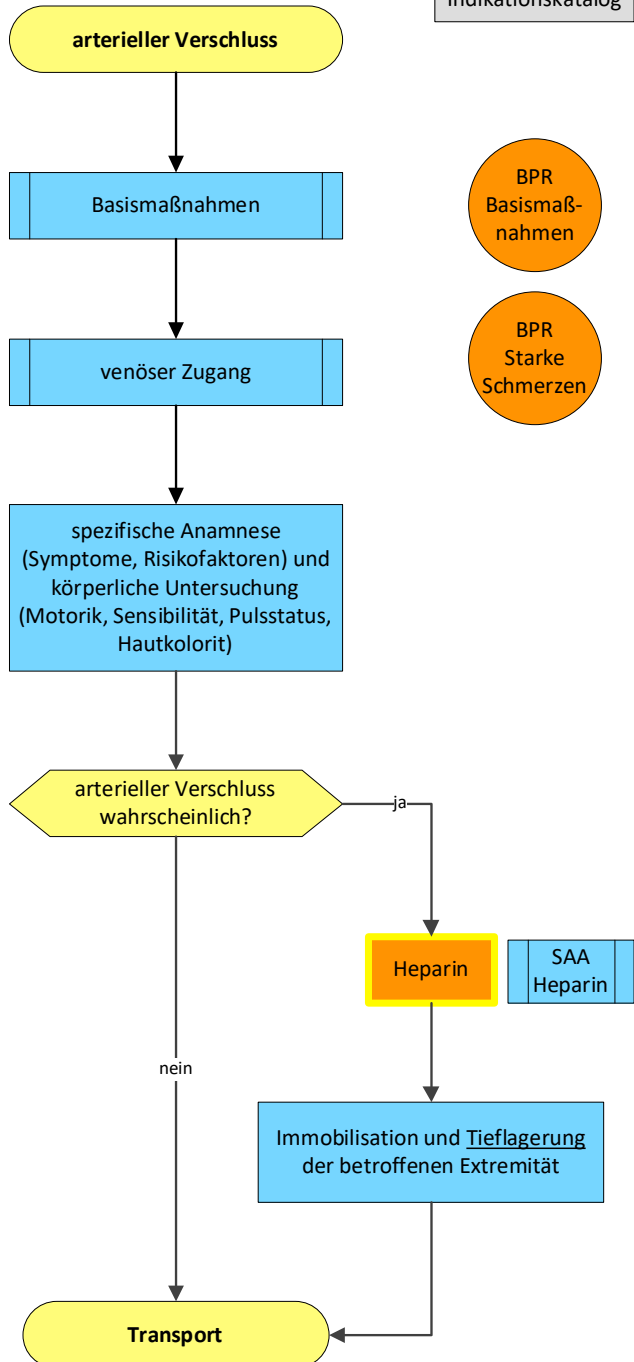 Indikationskatalog
arterieller Verschluss
Basismaßnahmen
BPR
Basismaß-
nahmen
venöser Zugang
BPR
Starke
Schmerzen
spezifische Anamnese
(Symptome, Risikofaktoren) und
körperliche Untersuchung
(Motorik, Sensibilität, Pulsstatus,
Hautkolorit)
arterieller Verschluss
wahrscheinlich?
ja
Heparin
SAA
Heparin
nein
Immobilisation und Tieflagerung
der betroffenen Extremität
Transport